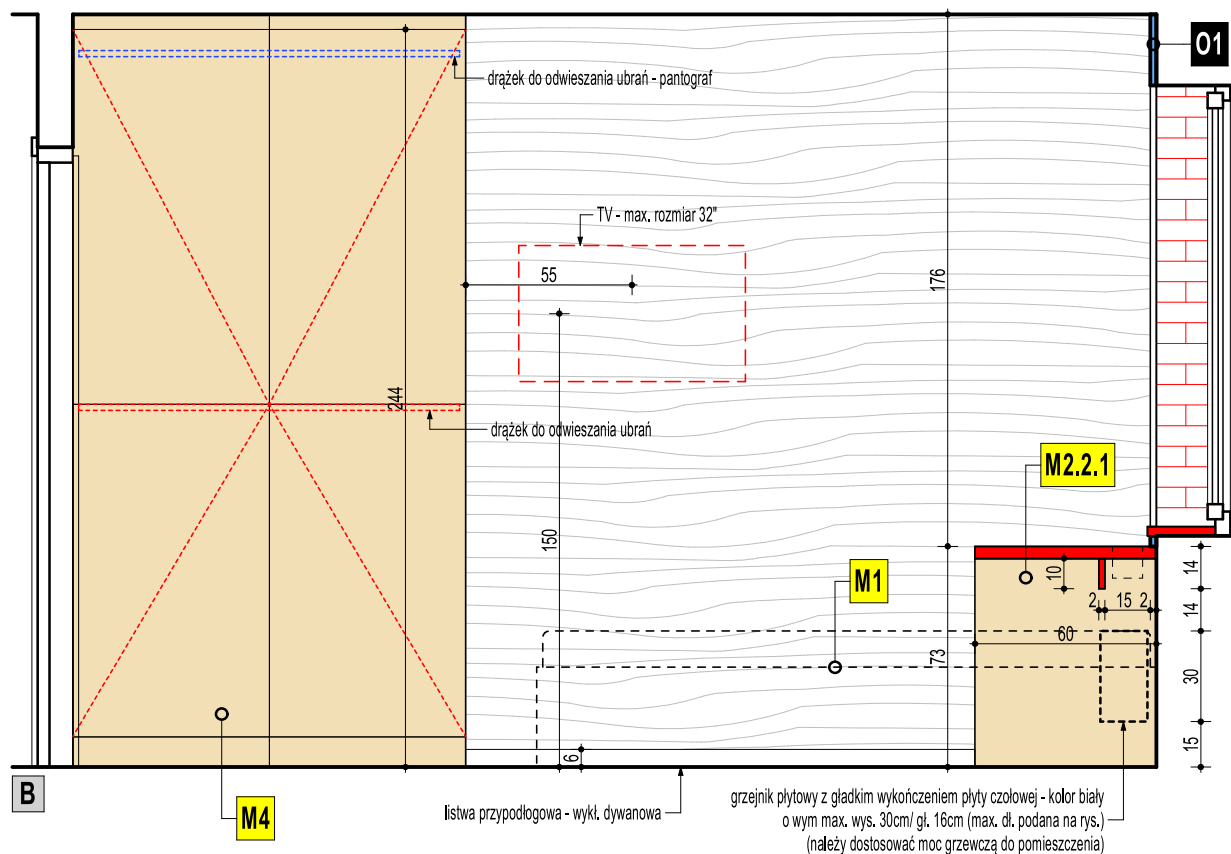 O1
drążek do odwieszania ubrań - pantograf
TV - max. rozmiar 32"
55
176
244
drążek do odwieszania ubrań
M2.2.1
150
M1
10
14
2
15
2
14
60
73
30
6
15
B
M4
listwa przypodłogowa - wykł. dywanowa
grzejnik płytowy z gładkim wykończeniem płyty czołowej - kolor biały
o wym max. wys. 30cm/ gł. 16cm (max. dł. podana na rys.)
(należy dostosować moc grzewczą do pomieszczenia)